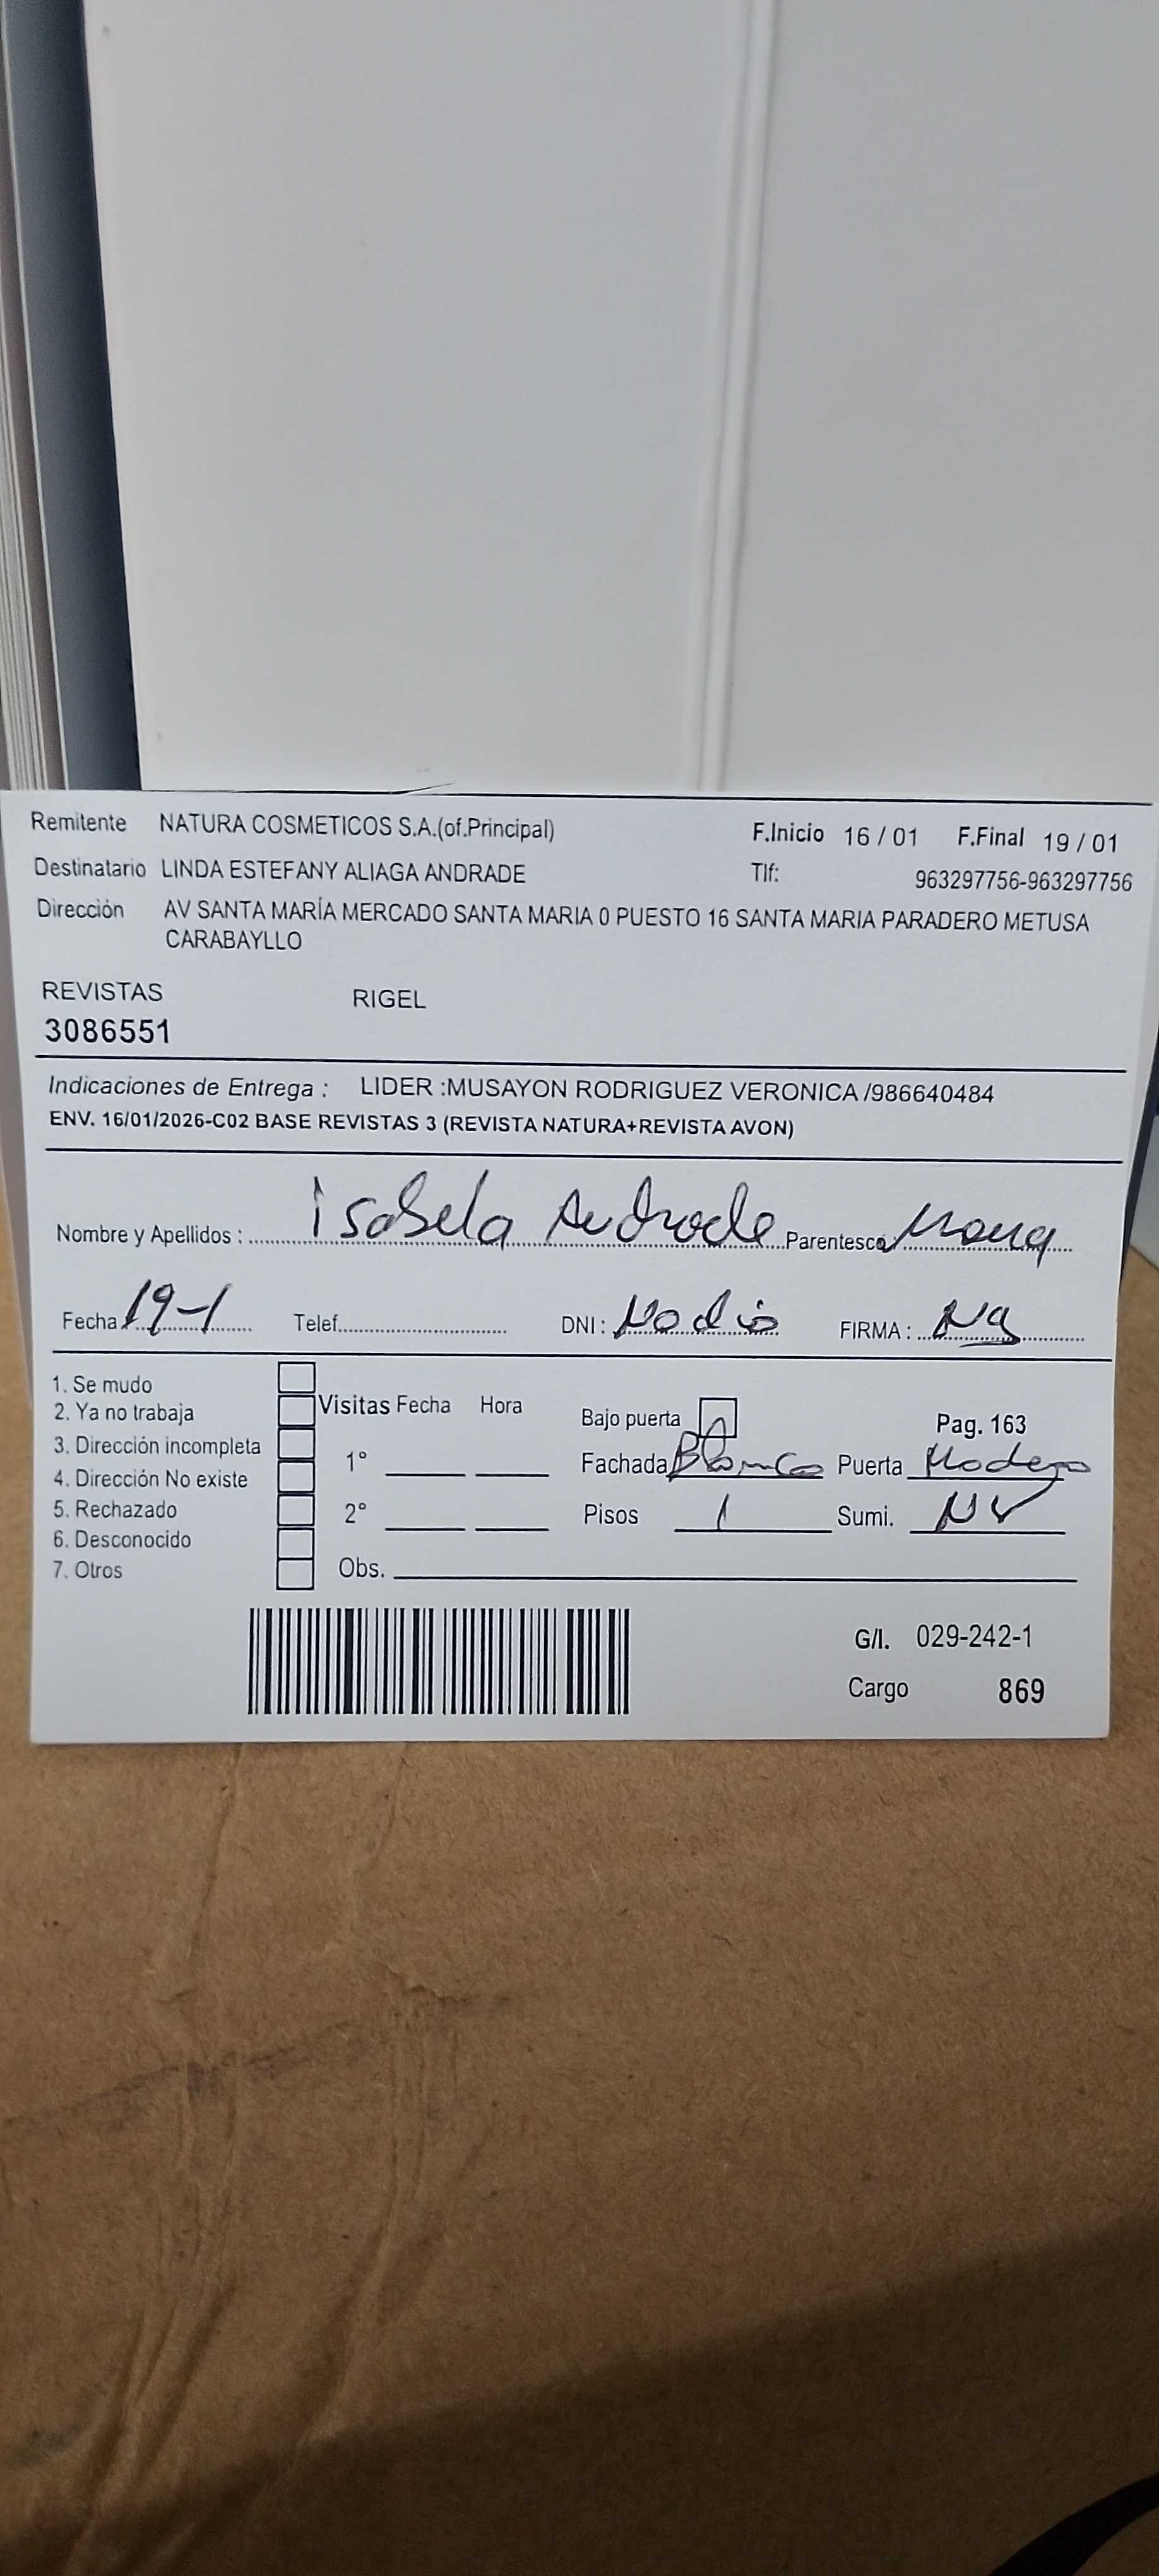 Remitente NATURA COSMETICOS S.A.(of.Principal) F.Inicio 16 / 01 F.Final 19 / 01
Destinatario LINDA ESTEFANY ALIAGA ANDRADE Tlf: 963297756-963297756
Dirección AV SANTA MARÍA MERCADO SANTA MARIA 0 PUESTO 16 SANTA MARIA PARADERO METUSA
CARABAYLLO
REVISTAS RIGEL
3086551
Indicaciones de Entrega : LIDER :MUSAYON RODRIGUEZ VERONICA /986640484
ENV. 16/01/2026-C02 BASE REVISTAS 3 (REVISTA NATURA+REVISTA AVON)
Nombre y Apellidos : Isabela Andrade Parentesco
Fecha 19-1 Telef. DNI : No dio FIRMA :
1. Se mudo
2. Ya no trabaja Visitas Fecha Hora Bajo puerta Pag. 163
3. Dirección incompleta 1° Fachada Blanco Puerta
4. Dirección No existe
5. Rechazado 2° Pisos 1 Sumi. NV
6. Desconocido
7. Otros Obs.
G/I. 029-242-1
Cargo 869